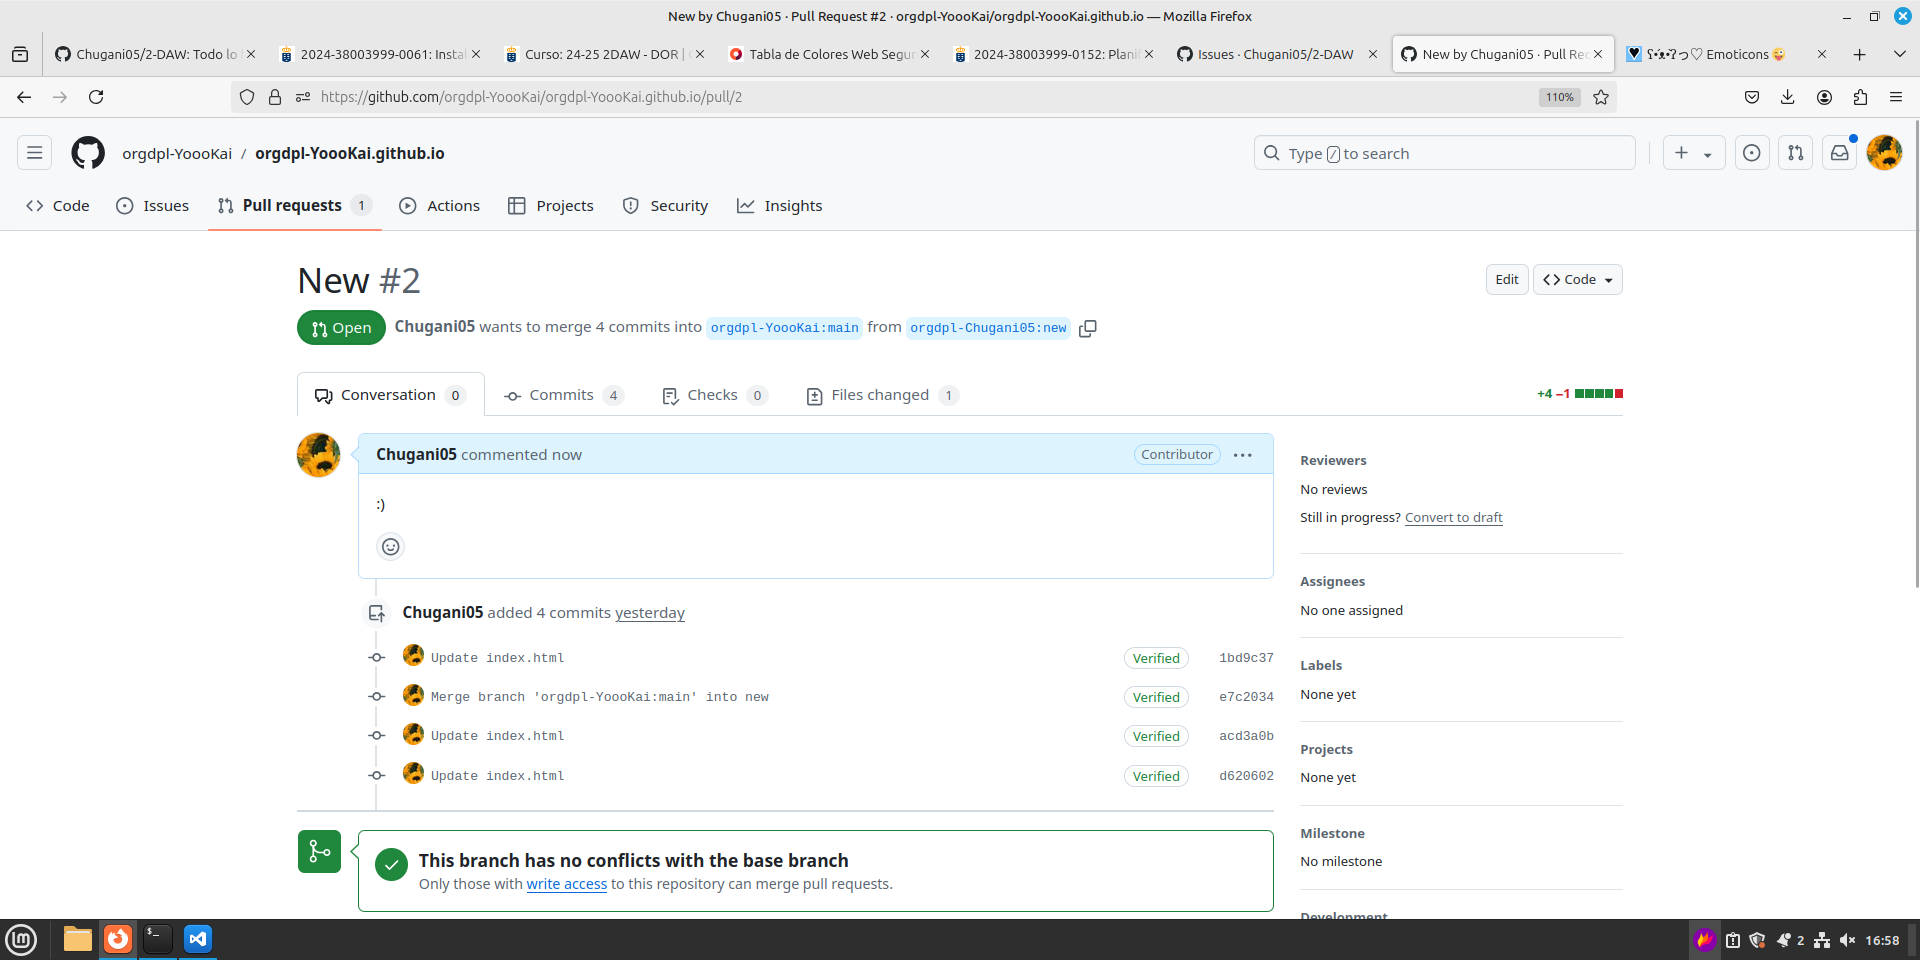 New by Chugani05 · Pull Request #2 · orgdpl-YoooKai/orgdpl-YoooKai.github.io — Mozilla Firefox
Chugani05/2-DAW: Todo lo
2024-38003999-0061: Insta
Curso: 24-25 2DAW - DOR |
Tabla de Colores Web Segur
2024-38003999-0152: Plani
Issues · Chugani05/2-DAW
New by Chugani05 · Pull Rec
ʕ·ᴥ·ʔっ♡ Emoticons 😜
https://github.com/orgdpl-YoooKai/orgdpl-YoooKai.github.io/pull/2
110%
orgdpl-YoooKai / orgdpl-YoooKai.github.io
Type / to search
Code
Issues
Pull requests 1
Actions
Projects
Security
Insights
New #2
Edit
Code
Open
Chugani05 wants to merge 4 commits into orgdpl-YoooKai:main from orgdpl-Chugani05:new
Conversation 0
Commits 4
Checks 0
Files changed 1
+4 −1
Chugani05 commented now
Contributor
:)
Chugani05 added 4 commits yesterday
Update index.html Verified 1bd9c37
Merge branch 'orgdpl-YoooKai:main' into new Verified e7c2034
Update index.html Verified acd3a0b
Update index.html Verified d620602
This branch has no conflicts with the base branch
Only those with write access to this repository can merge pull requests.
Reviewers
No reviews
Still in progress? Convert to draft
Assignees
No one assigned
Labels
None yet
Projects
None yet
Milestone
No milestone
Development
2
16:58